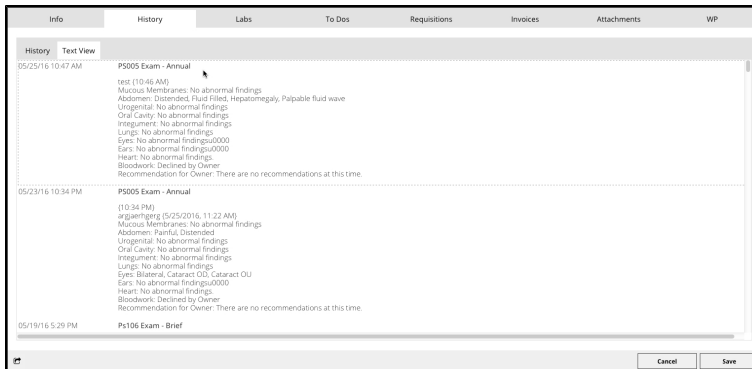 Info History Labs To Dos Requisitions Invoices Attachments WP
History Text View
05/25/16 10:47 AM PS005 Exam - Annual
test (10:46 AM)
Mucous Membranes: No abnormal findings
Abdomen: Distended, Fluid Filled, Hepatomegaly, Palpable fluid wave
Urogenital: No abnormal findings
Oral Cavity: No abnormal findings
Integument: No abnormal findings
Lungs: No abnormal findings
Eyes: No abnormal findingsu0000
Ears: No abnormal findingsu0000
Heart: No abnormal findings.
Bloodwork: Declined by Owner
Recommendation for Owner: There are no recommendations at this time.
05/23/16 10:34 PM PS005 Exam - Annual
(10:34 PM)
argjaerhgerg (5/25/2016, 11:22 AM)
Mucous Membranes: No abnormal findings
Abdomen: Painful, Distended
Urogenital: No abnormal findings
Oral Cavity: No abnormal findings
Integument: No abnormal findings
Lungs: No abnormal findings
Eyes: Bilateral, Cataract OD, Cataract OU
Ears: No abnormal findingsu0000
Heart: No abnormal findings.
Bloodwork: Declined by Owner
Recommendation for Owner: There are no recommendations at this time.
05/19/16 5:29 PM Ps106 Exam - Brief
Cancel Save